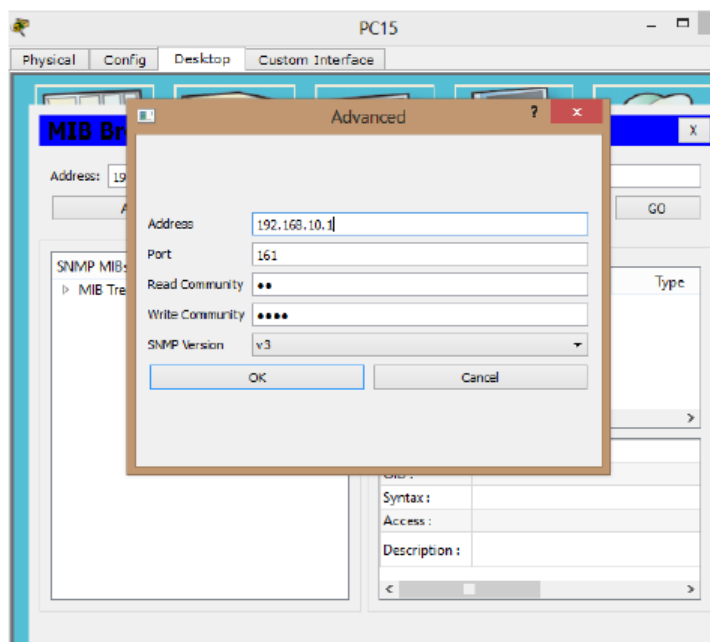 PC15
Physical Config Desktop Custom Interface
MIB Br
X
Advanced
?
x
Address: 19
A
GO
Address 192.168.10.1
Port 161
Read Community ●●
Write Community ●●●●
SNMP Version v3
OK Cancel
SNMP MIBs
MIB Tre
Type
Syntax :
Access :
Description :